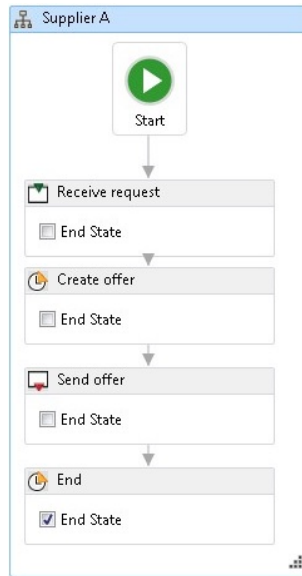 Supplier A
Start
Receive request
End State
Create offer
End State
Send offer
End State
End
End State